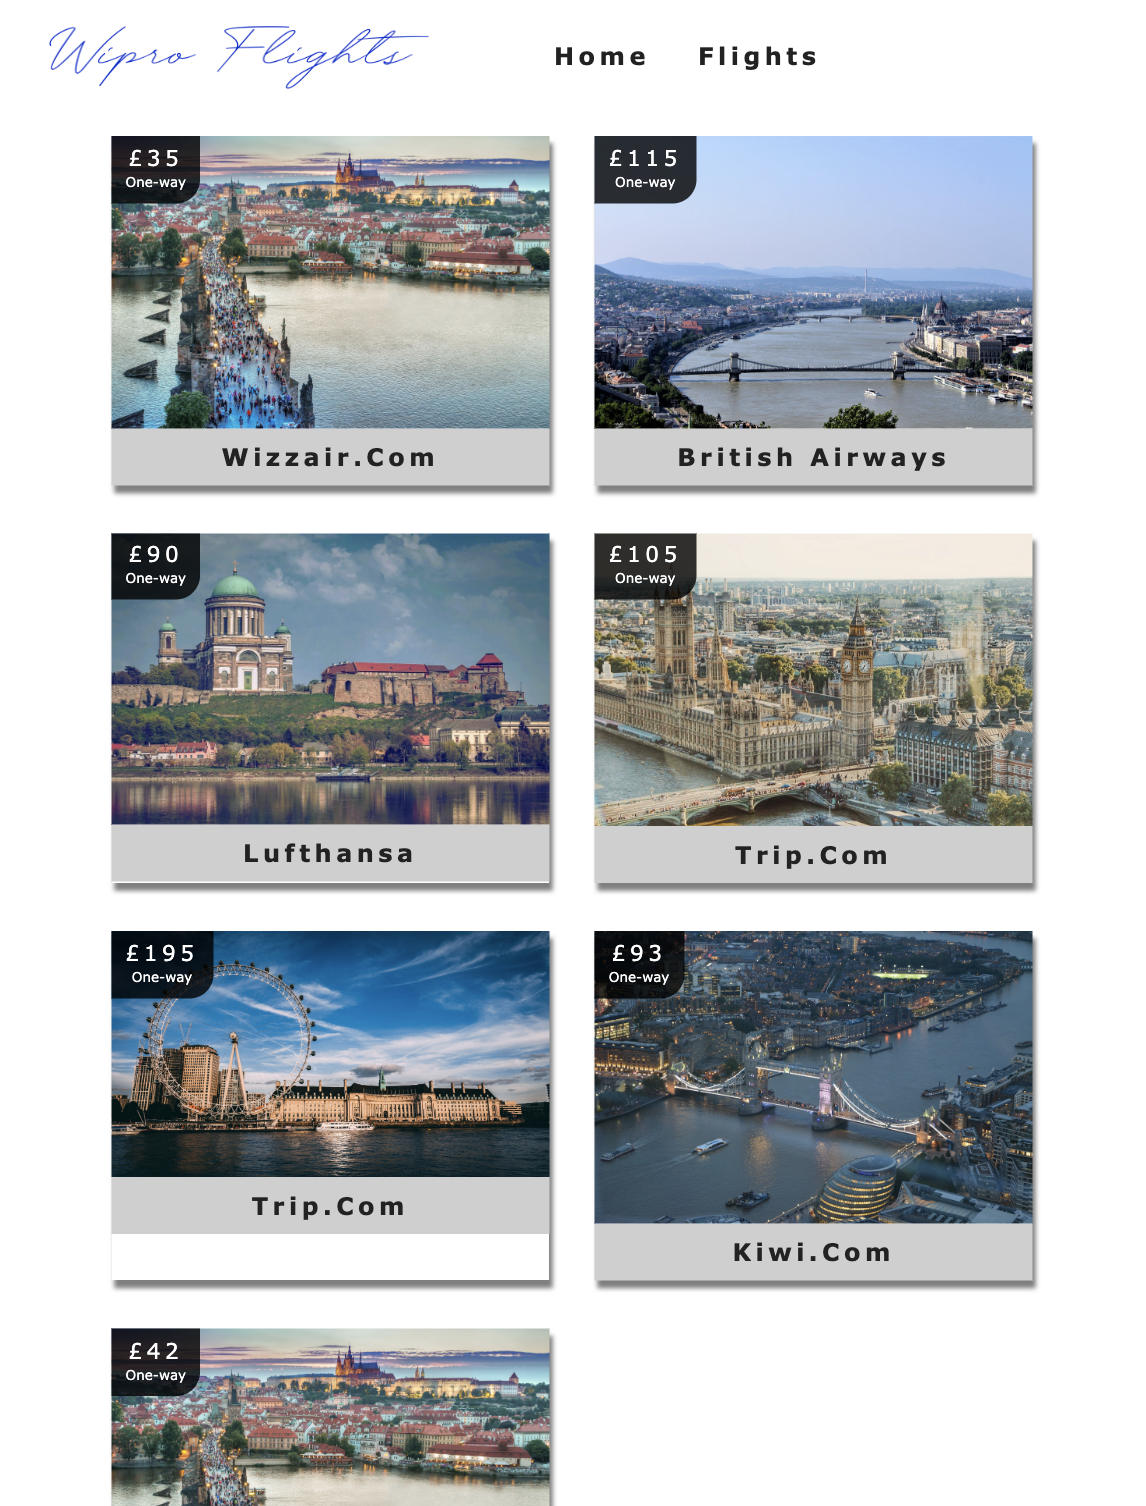 Wipro Flights
Home Flights
£35
One-way
£115
One-way
Wizzair.Com
British Airways
£90
One-way
£105
One-way
Lufthansa
Trip.Com
£195
One-way
£93
One-way
Trip.Com
Kiwi.Com
£42
One-way